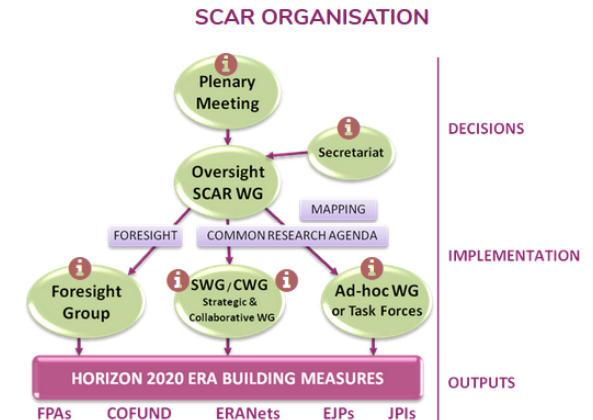 SCAR ORGANISATION
i
Plenary
Meeting
DECISIONS
i
Secretariat
Oversight
SCAR WG
MAPPING
FORESIGHT
COMMON RESEARCH AGENDA
IMPLEMENTATION
i
Foresight
Group
i
i
SWG / CWG
Strategic &
Collaborative WG
i
Ad-hoc WG
or Task Forces
HORIZON 2020 ERA BUILDING MEASURES
OUTPUTS
FPAs COFUND ERANets EJPs JPIs